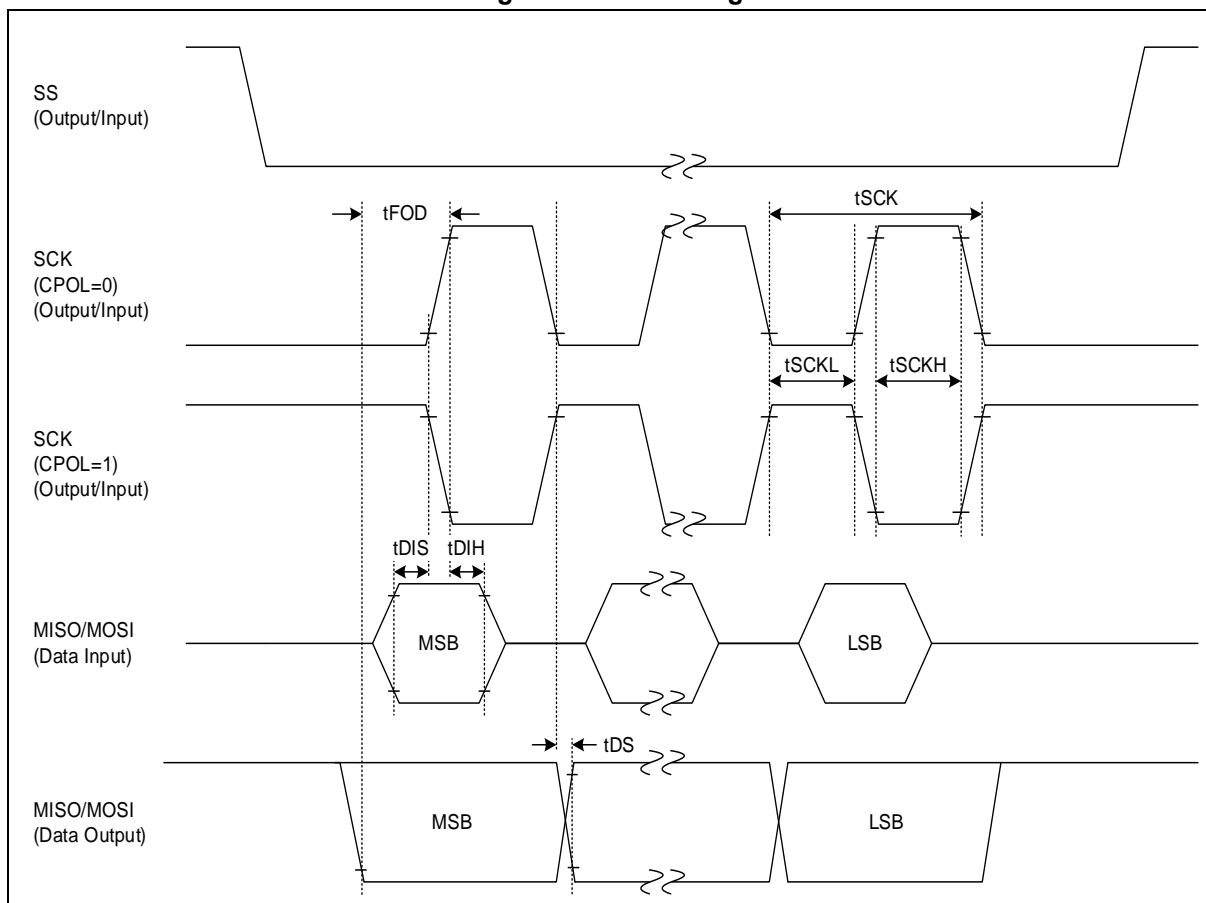 SS
(Output/Input)
tFOD
tSCK
SCK
(CPOL=0)
(Output/Input)
tSCKL
tSCKH
SCK
(CPOL=1)
(Output/Input)
tDIS
tDIH
MISO/MOSI
(Data Input)
MSB
LSB
tDS
MISO/MOSI
(Data Output)
MSB
LSB